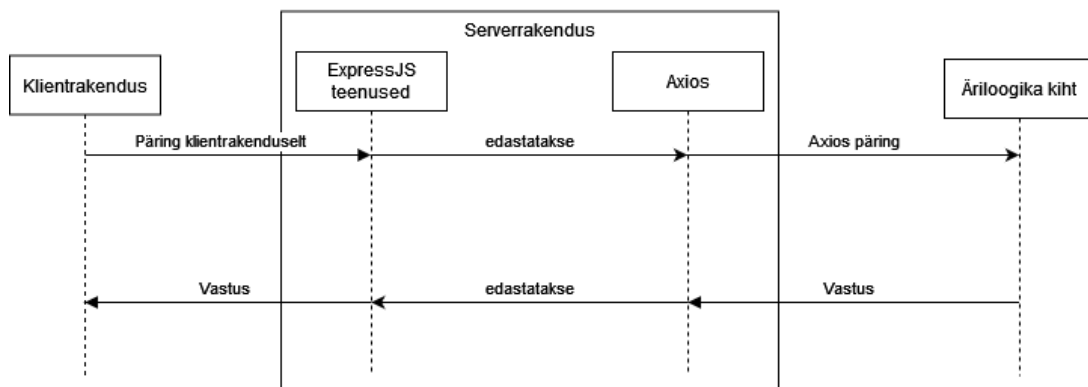 Serverrakendus
Klientrakendus
ExpressJS
teenused
Axios
Äriloogika kiht
Päring klientrakenduselt
edastatakse
Axios päring
Vastus
edastatakse
Vastus